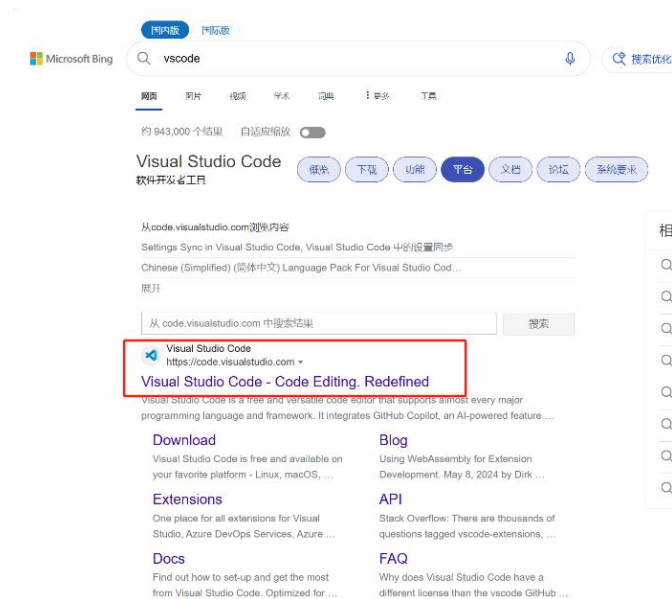 国内版 国际版
Microsoft Bing
vscode
搜索优化
网页 图片 视频 学术 词典 更多 工具
约 943,000 个结果 自适应缩放
Visual Studio Code
软件开发者工具
概览 下载 功能 平台 文档 论坛 系统要求
从code.visualstudio.com浏览内容
Settings Sync in Visual Studio Code, Visual Studio Code 中的设置同步
Chinese (Simplified) (简体中文) Language Pack For Visual Studio Cod…
展开
相
从 code.visualstudio.com 中搜索结果 搜索
Visual Studio Code
https://code.visualstudio.com
Visual Studio Code - Code Editing. Redefined
Visual Studio Code is a free and versatile code editor that supports almost every major
programming language and framework. It integrates GitHub Copilot, an AI-powered feature …
Download
Visual Studio Code is free and available on
your favorite platform - Linux, macOS, …
Blog
Using WebAssembly for Extension
Development. May 8, 2024 by Dirk …
Extensions
One place for all extensions for Visual
Studio, Azure DevOps Services, Azure …
API
Stack Overflow: There are thousands of
questions tagged vscode-extensions, …
Docs
Find out how to set-up and get the most
from Visual Studio Code. Optimized for …
FAQ
Why does Visual Studio Code have a
different license than the vscode GitHub …